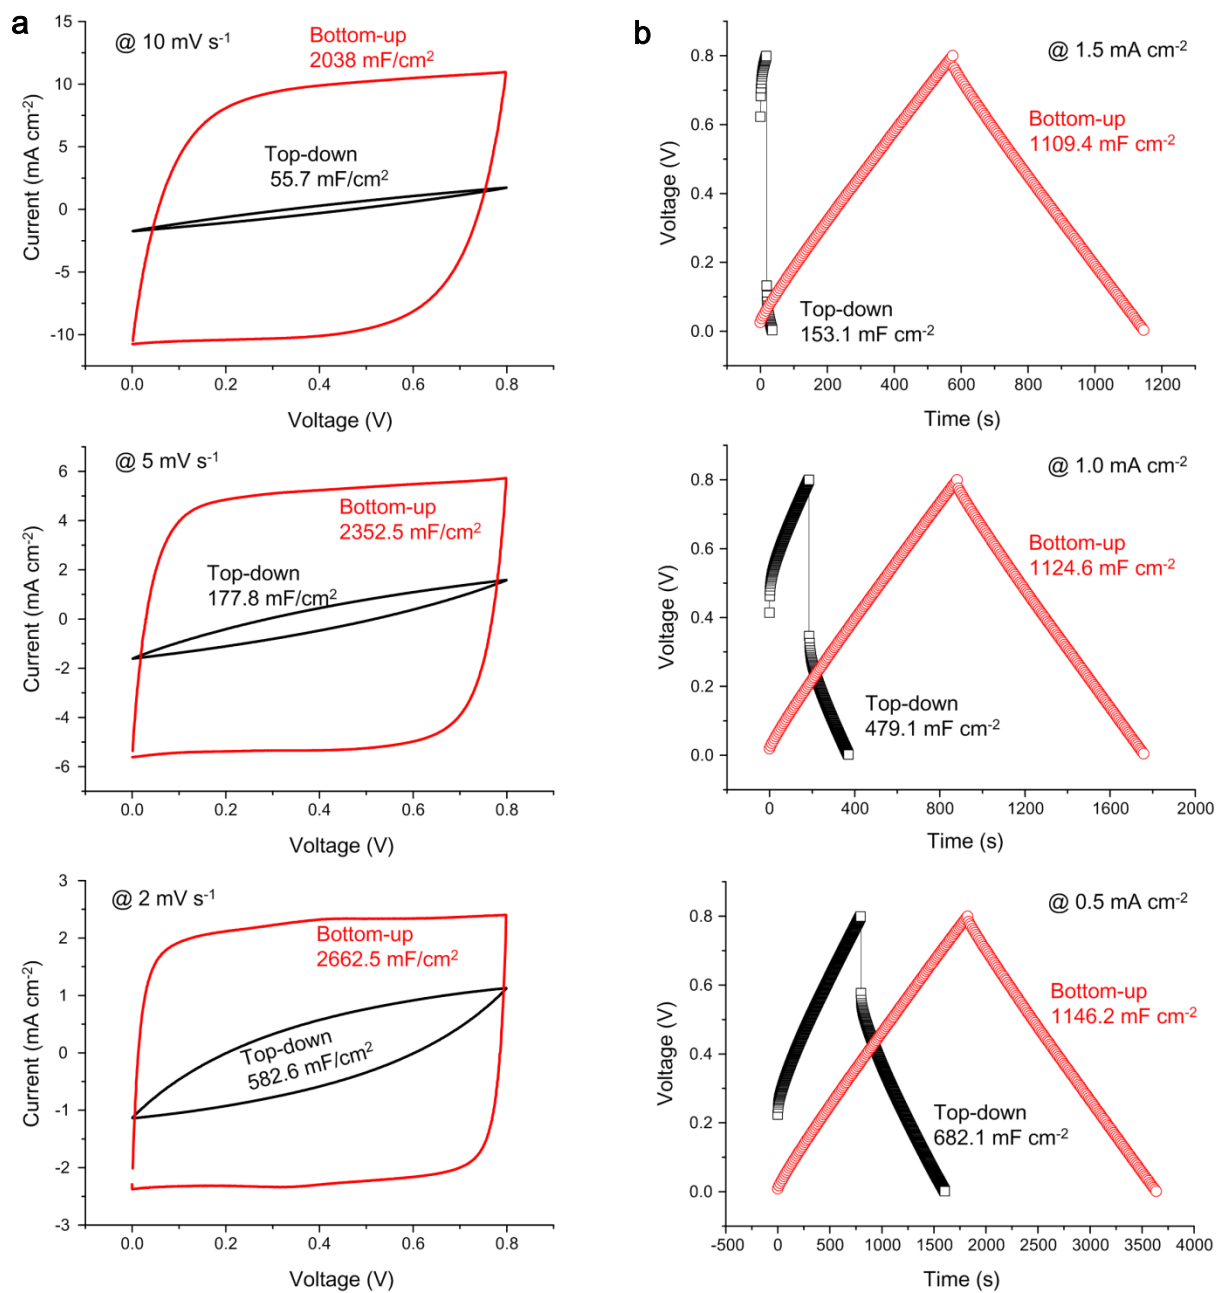 a
@ 10 mV s-1
Bottom-up
2038 mF/cm2
Top-down
55.7 mF/cm2
Current (mA cm-2)
15
10
5
0
-5
-10
0.0 0.2 0.4 0.6 0.8
Voltage (V)
@ 5 mV s-1
Bottom-up
2352.5 mF/cm2
Top-down
177.8 mF/cm2
Current (mA cm-2)
6
4
2
0
-2
-4
-6
0.0 0.2 0.4 0.6 0.8
Voltage (V)
@ 2 mV s-1
Bottom-up
2662.5 mF/cm2
Top-down
582.6 mF/cm2
Current (mA cm-2)
3
2
1
0
-1
-2
-3
0.0 0.2 0.4 0.6 0.8
Voltage (V)
b
@ 1.5 mA cm-2
Bottom-up
1109.4 mF cm-2
Top-down
153.1 mF cm-2
Voltage (V)
0.8
0.6
0.4
0.2
0.0
0 200 400 600 800 1000 1200
Time (s)
@ 1.0 mA cm-2
Bottom-up
1124.6 mF cm-2
Top-down
479.1 mF cm-2
Voltage (V)
0.8
0.6
0.4
0.2
0.0
0 400 800 1200 1600 2000
Time (s)
@ 0.5 mA cm-2
Bottom-up
1146.2 mF cm-2
Top-down
682.1 mF cm-2
Voltage (V)
0.8
0.6
0.4
0.2
0.0
-500 0 500 1000 1500 2000 2500 3000 3500 4000
Time (s)